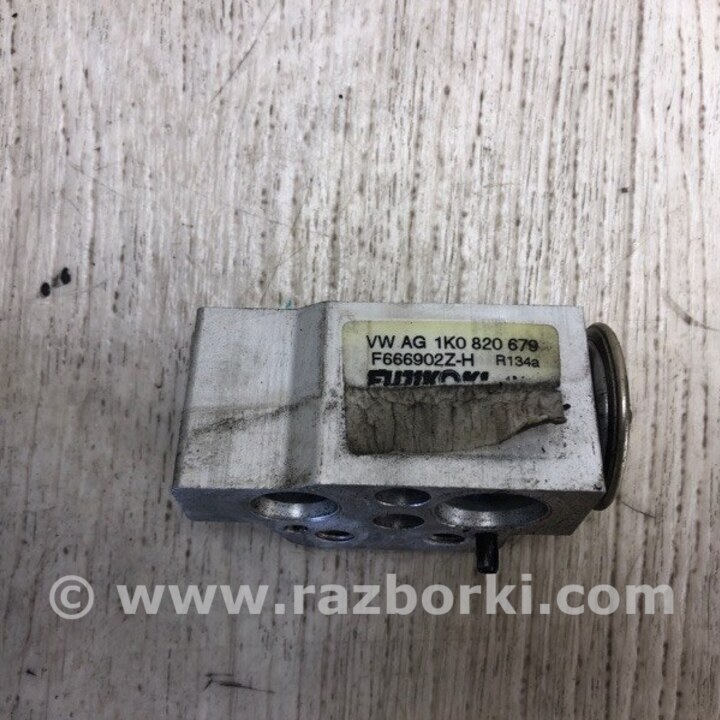 VW AG 1K0 820 679
F666902Z-H R134a
FUJIKOKI
© www.razborki.com